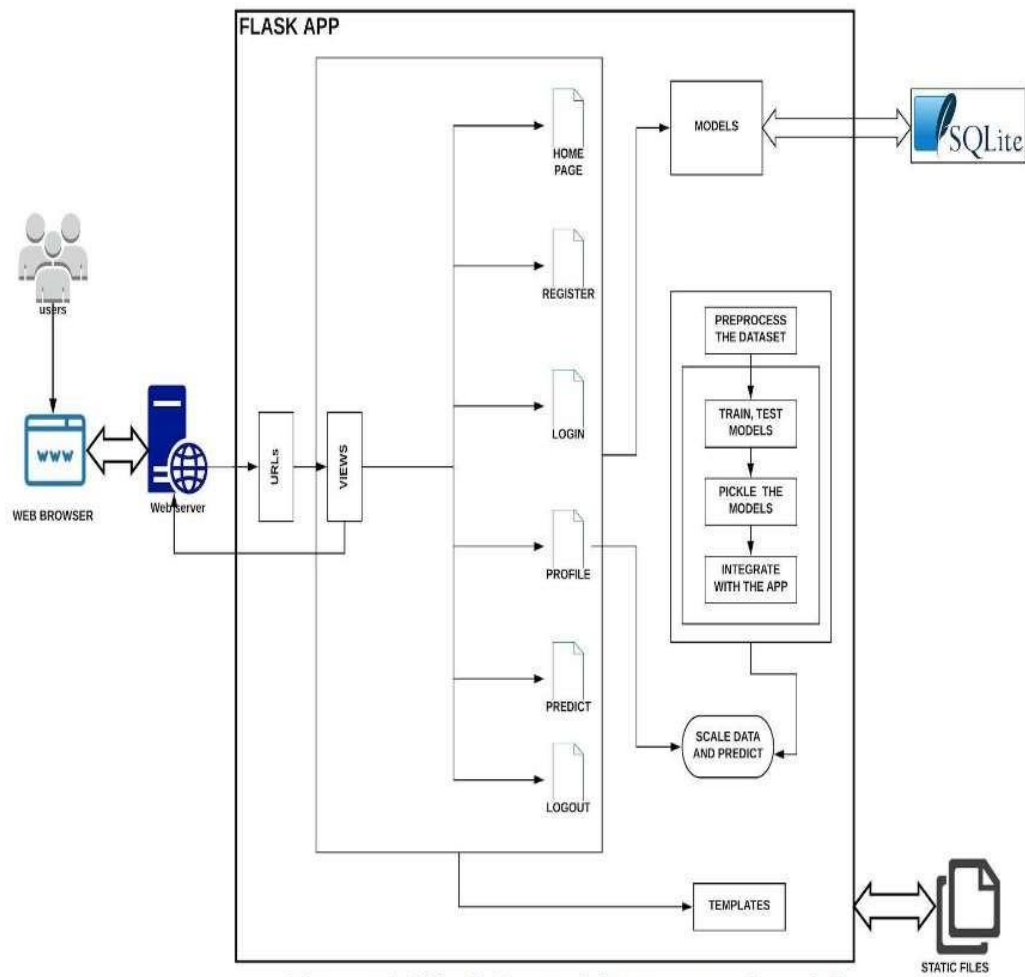 FLASK APP
HOME
PAGE
MODELS
SQLite
REGISTER
users
PREPROCESS
THE DATASET
LOGIN
TRAIN, TEST
MODELS
www
WEB BROWSER
Web server
URLs
VIEWS
PICKLE THE
MODELS
PROFILE
INTEGRATE
WITH THE APP
PREDICT
SCALE DATA
AND PREDICT
LOGOUT
TEMPLATES
STATIC FILES